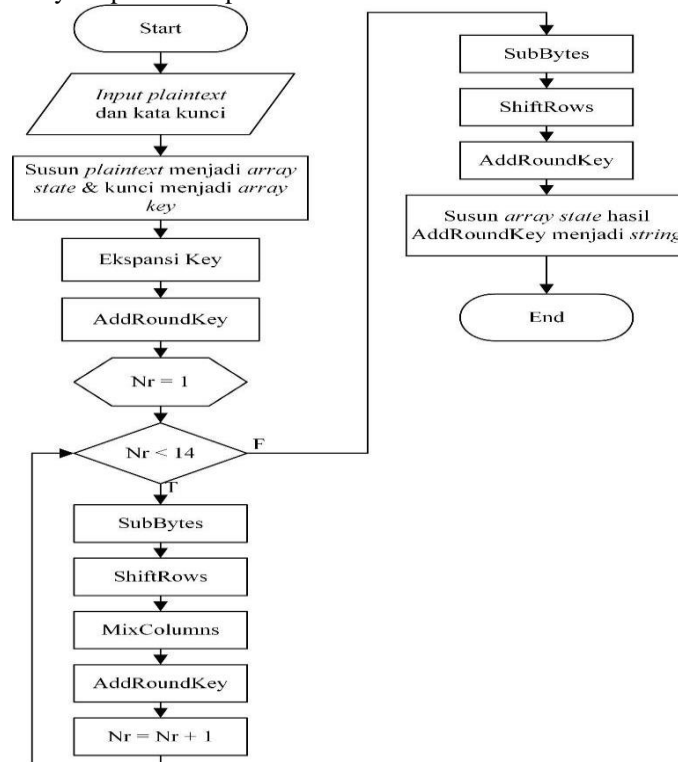 Start
Input plaintext
dan kata kunci
Susun plaintext menjadi array
state & kunci menjadi array
key
Ekspansi Key
AddRoundKey
Nr = 1
Nr < 14
F
T
SubBytes
ShiftRows
MixColumns
AddRoundKey
Nr = Nr + 1
SubBytes
ShiftRows
AddRoundKey
Susun array state hasil
AddRoundKey menjadi string
End